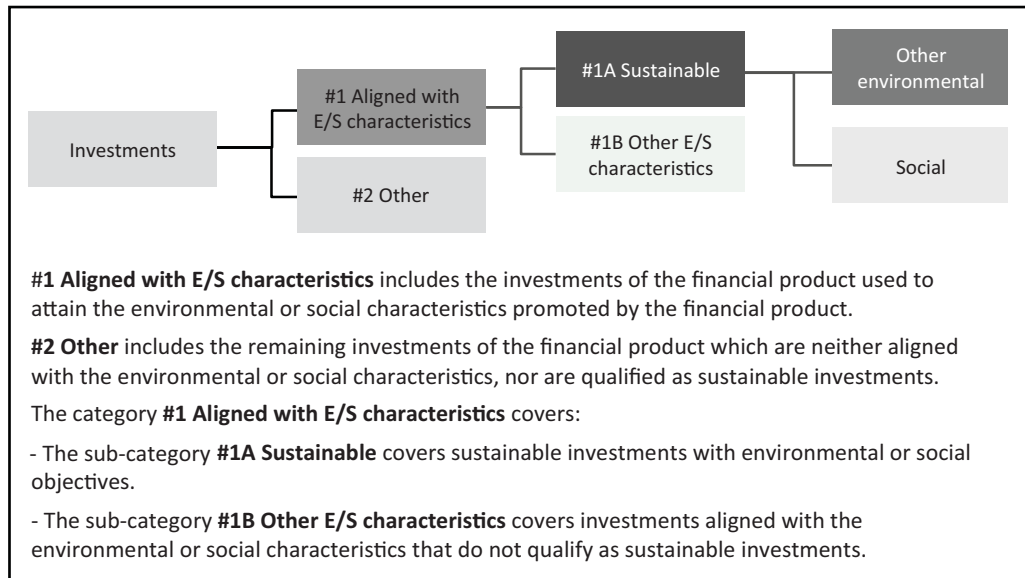 Investments
#1 Aligned with
E/S characteristics
#2 Other
#1A Sustainable
#1B Other E/S
characteristics
Other
environmental
Social
#1 Aligned with E/S characteristics includes the investments of the financial product used to
attain the environmental or social characteristics promoted by the financial product.
#2 Other includes the remaining investments of the financial product which are neither aligned
with the environmental or social characteristics, nor are qualified as sustainable investments.
The category #1 Aligned with E/S characteristics covers:
- The sub-category #1A Sustainable covers sustainable investments with environmental or social
objectives.
- The sub-category #1B Other E/S characteristics covers investments aligned with the
environmental or social characteristics that do not qualify as sustainable investments.